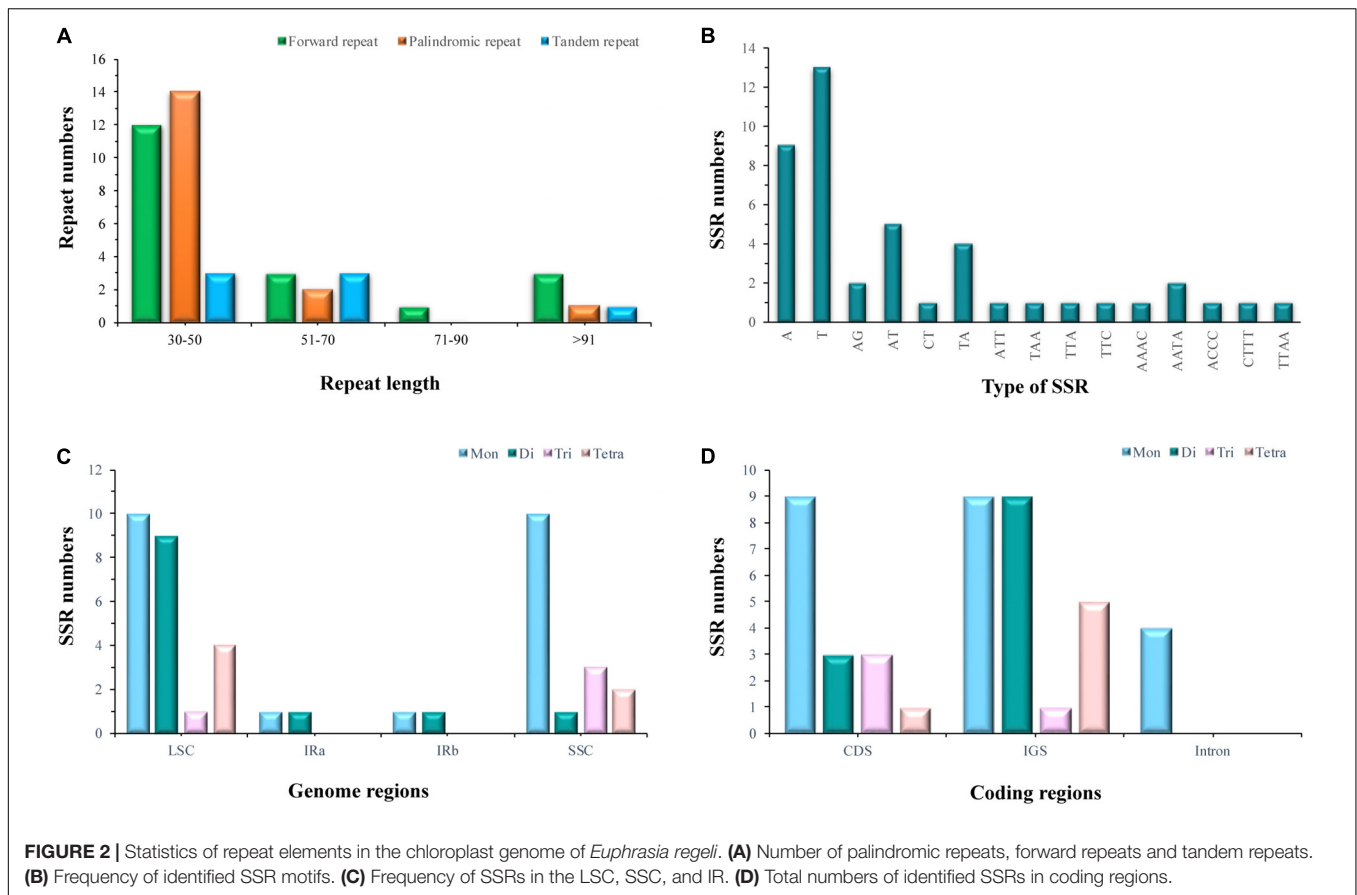 A
Forward repeat Palindromic repeat Tandem repeat
16
14
12
10
8
6
4
2
0
Repaet numbers
30-50 51-70 71-90 >91
Repeat length
B
14
12
10
8
6
4
2
0
SSR numbers
A T AG AT CT TA ATT TAA TTA TTC AAAC AATA ACCC CTTT TTAA
Type of SSR
C
Mon Di Tri Tetra
12
10
8
6
4
2
0
SSR numbers
LSC IRa IRb SSC
Genome regions
D
Mon Di Tri Tetra
10
9
8
7
6
5
4
3
2
1
0
SSR numbers
CDS IGS Intron
Coding regions
FIGURE 2 | Statistics of repeat elements in the chloroplast genome of Euphrasia regeli. (A) Number of palindromic repeats, forward repeats and tandem repeats.
(B) Frequency of identified SSR motifs. (C) Frequency of SSRs in the LSC, SSC, and IR. (D) Total numbers of identified SSRs in coding regions.